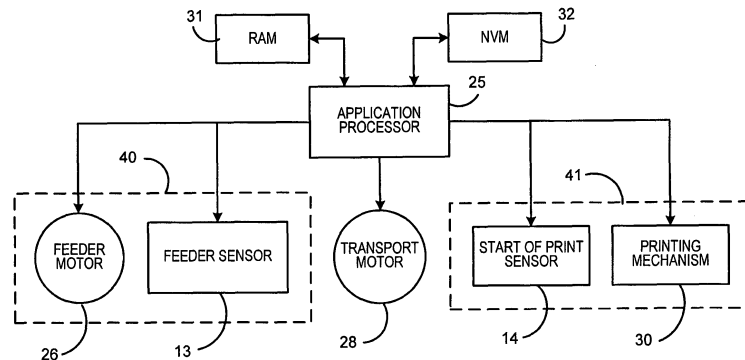 31
RAM
NVM
32
25
APPLICATION
PROCESSOR
40
41
FEEDER
MOTOR
FEEDER SENSOR
TRANSPORT
MOTOR
START OF PRINT
SENSOR
PRINTING
MECHANISM
26
13
28
14
30